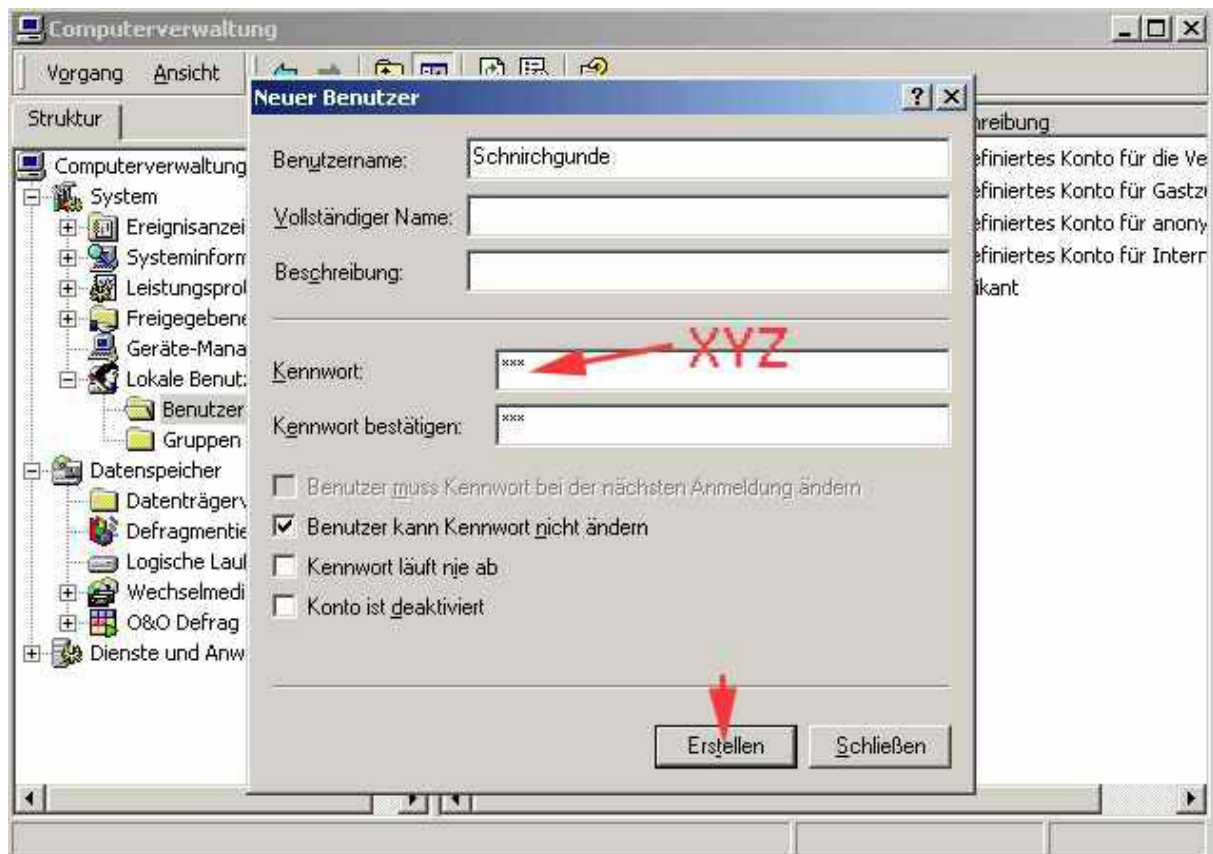 Computerverwaltung
Vorgang Ansicht
Struktur
Computerverwaltung
System
Ereignisanzei
Systeminform
Leistungsprot
Freigegebene
Geräte-Mana
Lokale Benut
Benutzer
Gruppen
Datenspeicher
Datenträgerv
Defragmentie
Logische Lauf
Wechselmedi
O&O Defrag
Dienste und Anw
Neuer Benutzer
Benutzername: Schnirchgunde
Vollständiger Name:
Beschreibung:
Kennwort: ***
XYZ
Kennwort bestätigen: ***
Benutzer muss Kennwort bei der nächsten Anmeldung ändern
Benutzer kann Kennwort nicht ändern
Kennwort läuft nie ab
Konto ist deaktiviert
Erstellen Schließen
reibung
efiniertes Konto für die Ve
efiniertes Konto für Gastz
efiniertes Konto für anony
efiniertes Konto für Intern
ikant